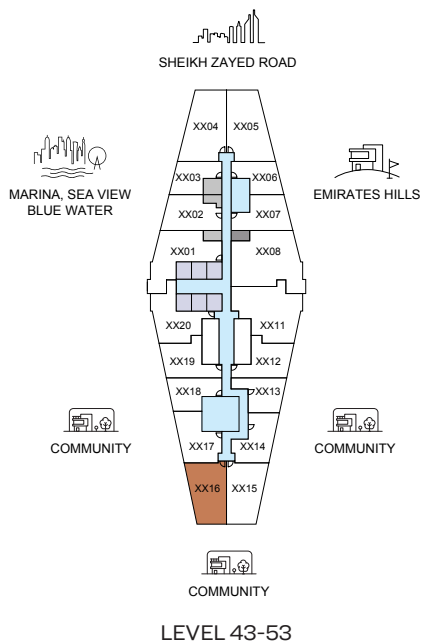 SHEIKH ZAYED ROAD
XX04 XX05
XX03 XX06
MARINA, SEA VIEW
BLUE WATER
EMIRATES HILLS
XX02 XX07
XX01 XX08
XX20 XX11
XX19 XX12
XX18 XX13
COMMUNITY
COMMUNITY
XX17 XX14
XX16 XX15
COMMUNITY
LEVEL 43-53